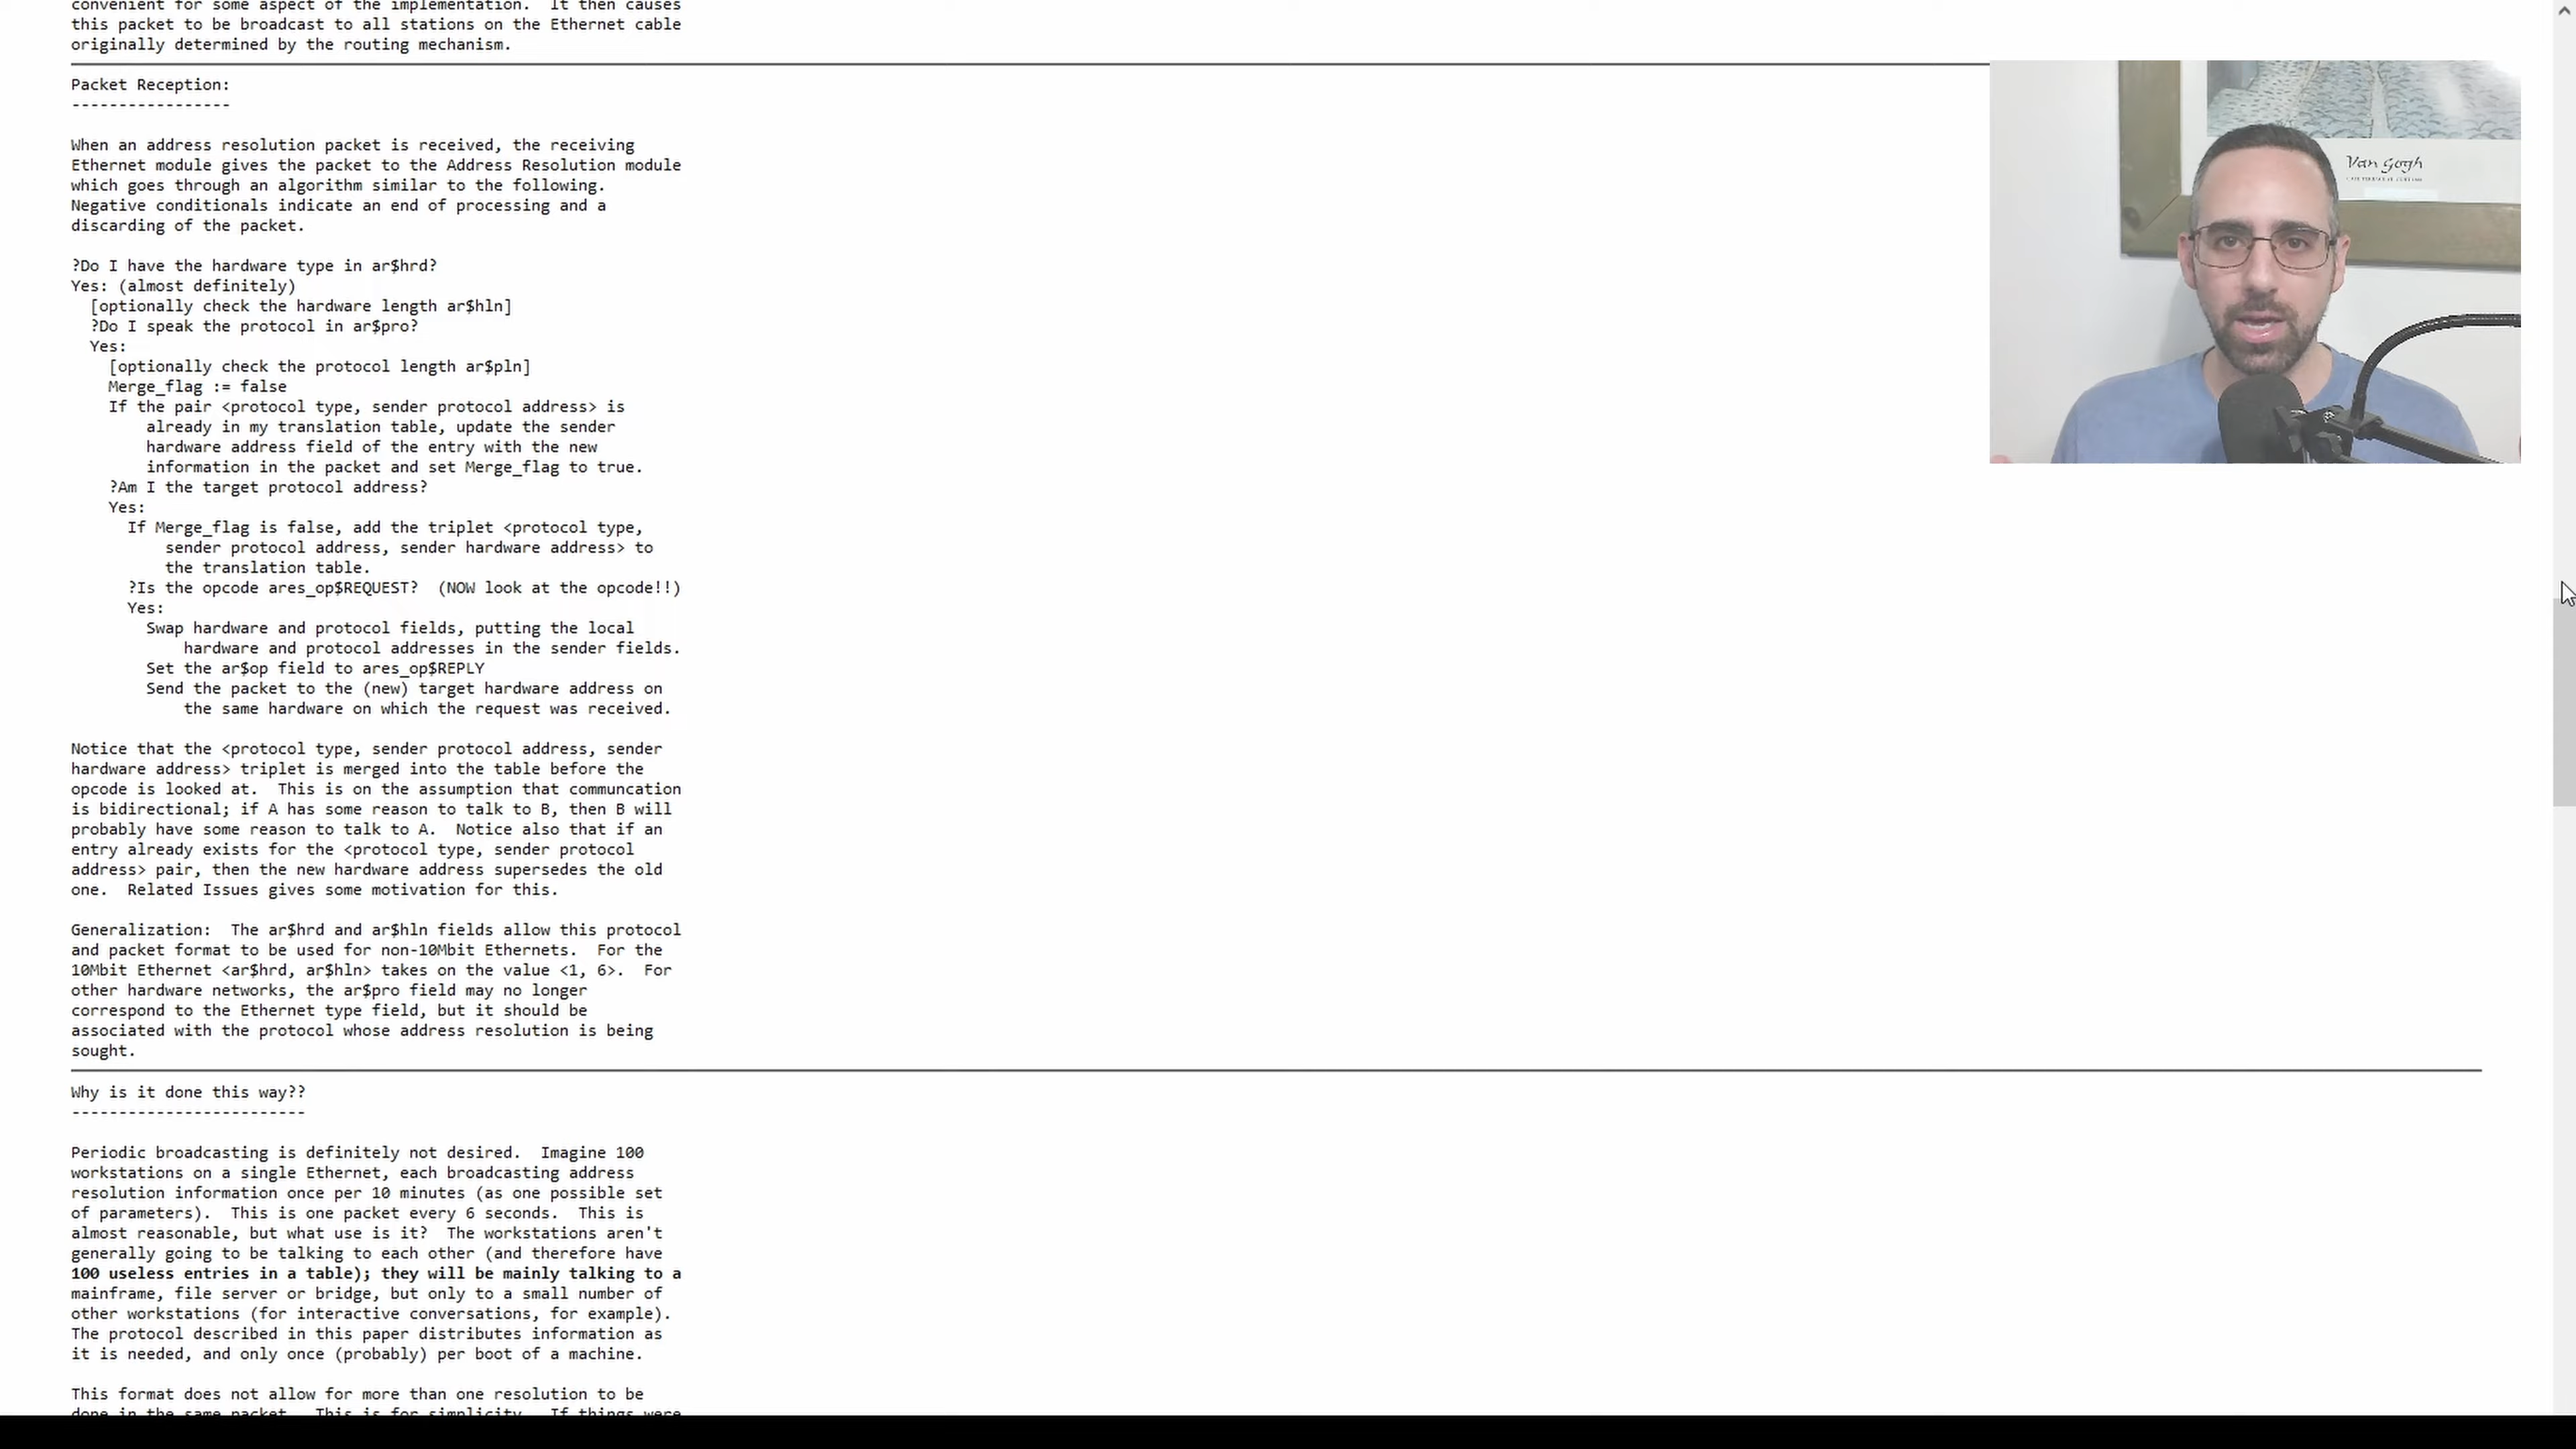 convenient for some aspect of the implementation.  It then causes
this packet to be broadcast to all stations on the Ethernet cable
originally determined by the routing mechanism.
Packet Reception:
-----------------
When an address resolution packet is received, the receiving
Ethernet module gives the packet to the Address Resolution module
which goes through an algorithm similar to the following.
Negative conditionals indicate an end of processing and a
discarding of the packet.
?Do I have the hardware type in ar$hrd?
Yes: (almost definitely)
  [optionally check the hardware length ar$hln]
  ?Do I speak the protocol in ar$pro?
  Yes:
    [optionally check the protocol length ar$pln]
    Merge_flag := false
    If the pair <protocol type, sender protocol address> is
        already in my translation table, update the sender
        hardware address field of the entry with the new
        information in the packet and set Merge_flag to true.
    ?Am I the target protocol address?
    Yes:
      If Merge_flag is false, add the triplet <protocol type,
          sender protocol address, sender hardware address> to
          the translation table.
      ?Is the opcode ares_op$REQUEST?  (NOW look at the opcode!!)
      Yes:
        Swap hardware and protocol fields, putting the local
            hardware and protocol addresses in the sender fields.
        Set the ar$op field to ares_op$REPLY
        Send the packet to the (new) target hardware address on
            the same hardware on which the request was received.
Notice that the <protocol type, sender protocol address, sender
hardware address> triplet is merged into the table before the
opcode is looked at.  This is on the assumption that communcation
is bidirectional; if A has some reason to talk to B, then B will
probably have some reason to talk to A.  Notice also that if an
entry already exists for the <protocol type, sender protocol
address> pair, then the new hardware address supersedes the old
one.  Related Issues gives some motivation for this.
Generalization:  The ar$hrd and ar$hln fields allow this protocol
and packet format to be used for non-10Mbit Ethernets.  For the
10Mbit Ethernet <ar$hrd, ar$hln> takes on the value <1, 6>.  For
other hardware networks, the ar$pro field may no longer
correspond to the Ethernet type field, but it should be
associated with the protocol whose address resolution is being
sought.
Why is it done this way??
-------------------------
Periodic broadcasting is definitely not desired.  Imagine 100
workstations on a single Ethernet, each broadcasting address
resolution information once per 10 minutes (as one possible set
of parameters).  This is one packet every 6 seconds.  This is
almost reasonable, but what use is it?  The workstations aren't
generally going to be talking to each other (and therefore have
100 useless entries in a table); they will be mainly talking to a
mainframe, file server or bridge, but only to a small number of
other workstations (for interactive conversations, for example).
The protocol described in this paper distributes information as
it is needed, and only once (probably) per boot of a machine.
This format does not allow for more than one resolution to be
done in the same packet.  This is for simplicity.  If things were
Van Gogh